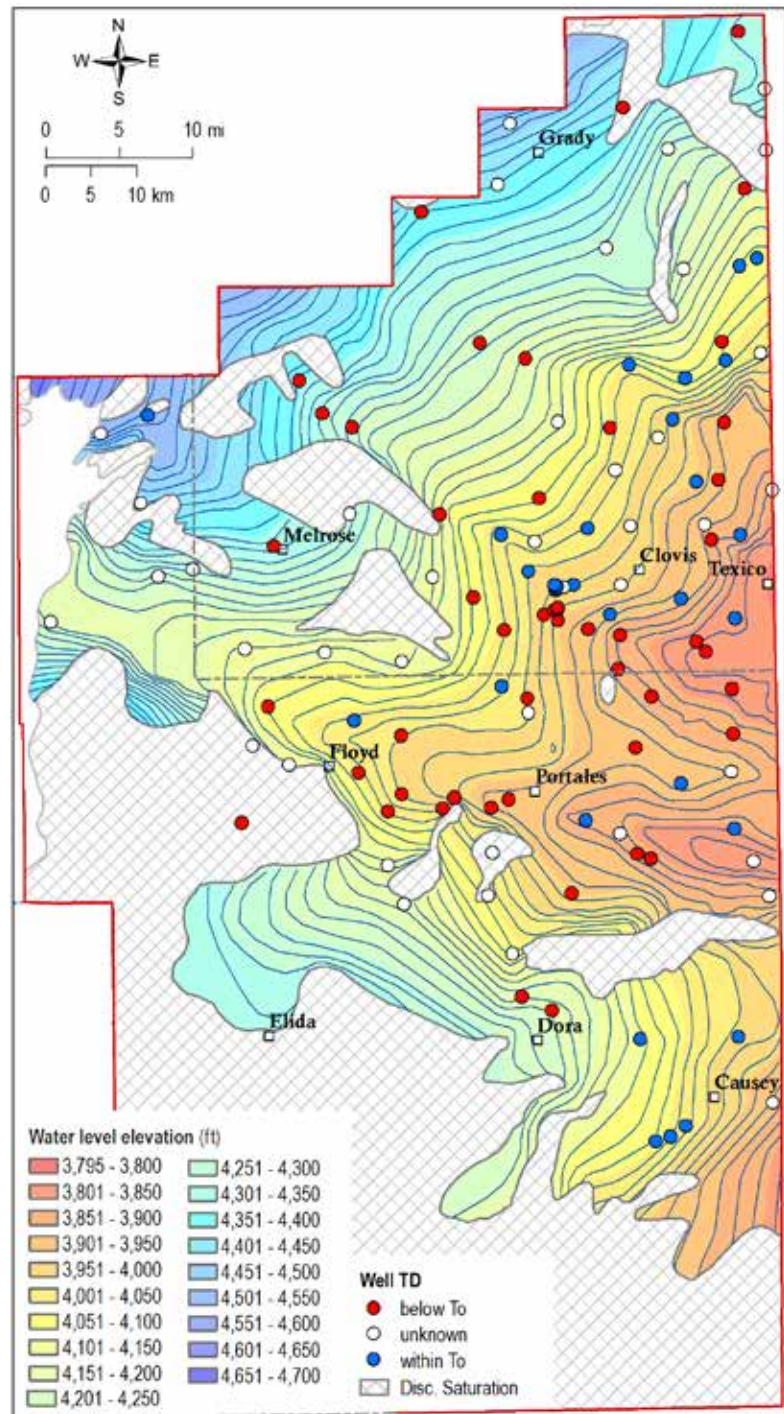 N
W E
S
0 5 10 mi
0 5 10 km
Grady
Melrose
Clovis
Texico
Floyd
Portales
Elida
Dora
Causey
Water level elevation (ft)
3,795 - 3,800
3,801 - 3,850
3,851 - 3,900
3,901 - 3,950
3,951 - 4,000
4,001 - 4,050
4,051 - 4,100
4,101 - 4,150
4,151 - 4,200
4,201 - 4,250
4,251 - 4,300
4,301 - 4,350
4,351 - 4,400
4,401 - 4,450
4,451 - 4,500
4,501 - 4,550
4,551 - 4,600
4,601 - 4,650
4,651 - 4,700
Well TD
below To
unknown
within To
Disc. Saturation